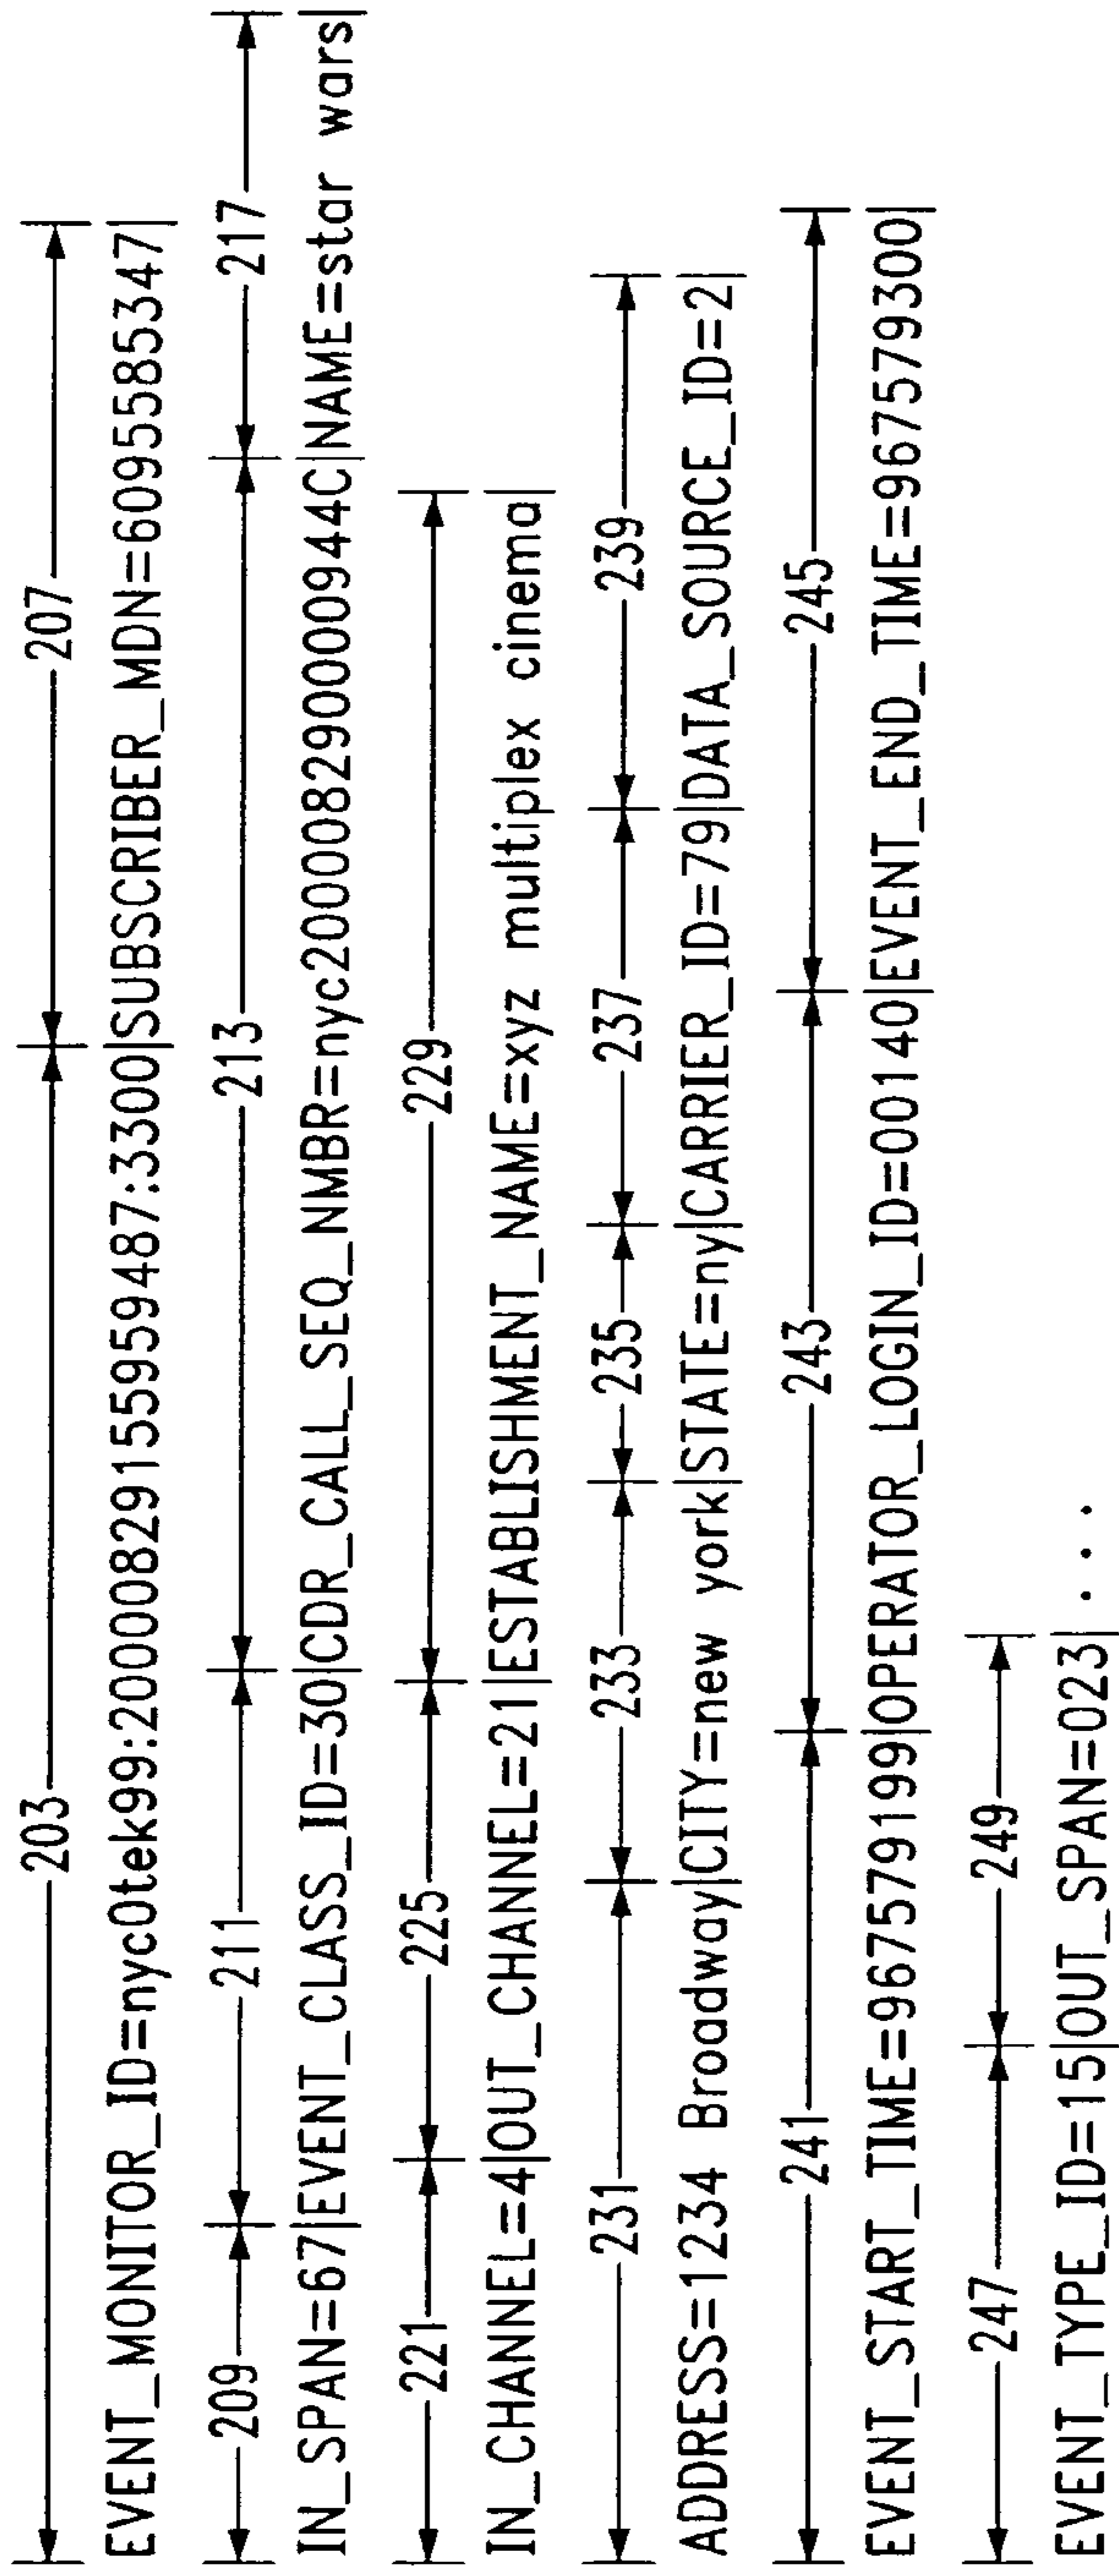 203 207
EVENT_MONITOR_ID=nyc0tek99:20000829155959487:3300|SUBSCRIBER_MDN=6095585347|
209 211 213 217
IN_SPAN=67|EVENT_CLASS_ID=30|CDR_CALL_SEQ_NMBR=nyc200008290000944C|NAME=star wars|
221 225 229
IN_CHANNEL=4|OUT_CHANNEL=21|ESTABLISHMENT_NAME=xyz multiplex cinema|
231 233 235 237 239
ADDRESS=1234 Broadway|CITY=new york|STATE=ny|CARRIER_ID=79|DATA_SOURCE_ID=2|
241 243 245
EVENT_START_TIME=967579199|OPERATOR_LOGIN_ID=00140|EVENT_END_TIME=967579300|
247 249
EVENT_TYPE_ID=15|OUT_SPAN=023| . . .